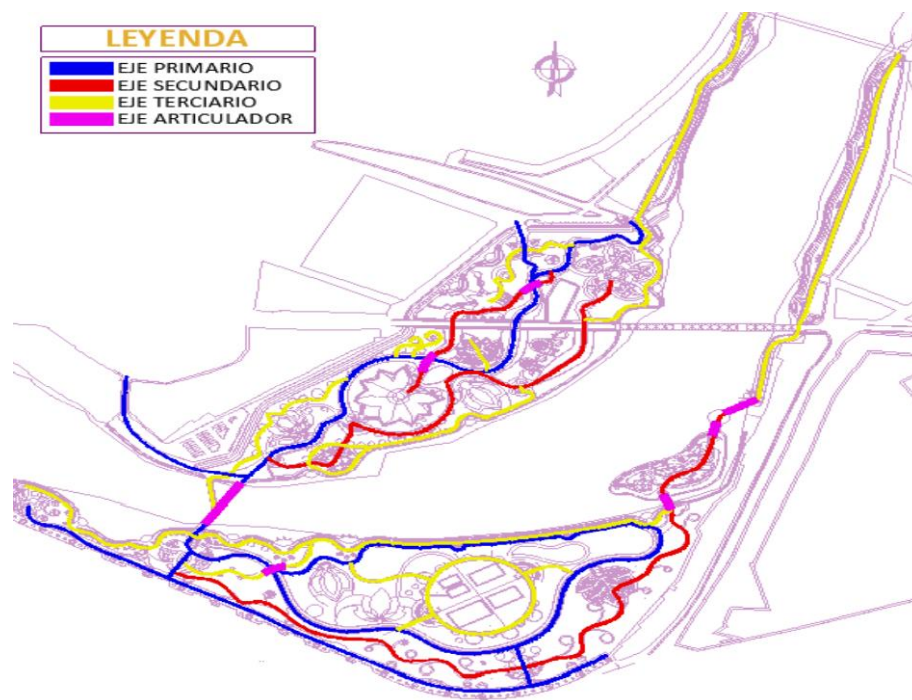 LEYENDA
EJE PRIMARIO
EJE SECUNDARIO
EJE TERCIARIO
EJE ARTICULADOR